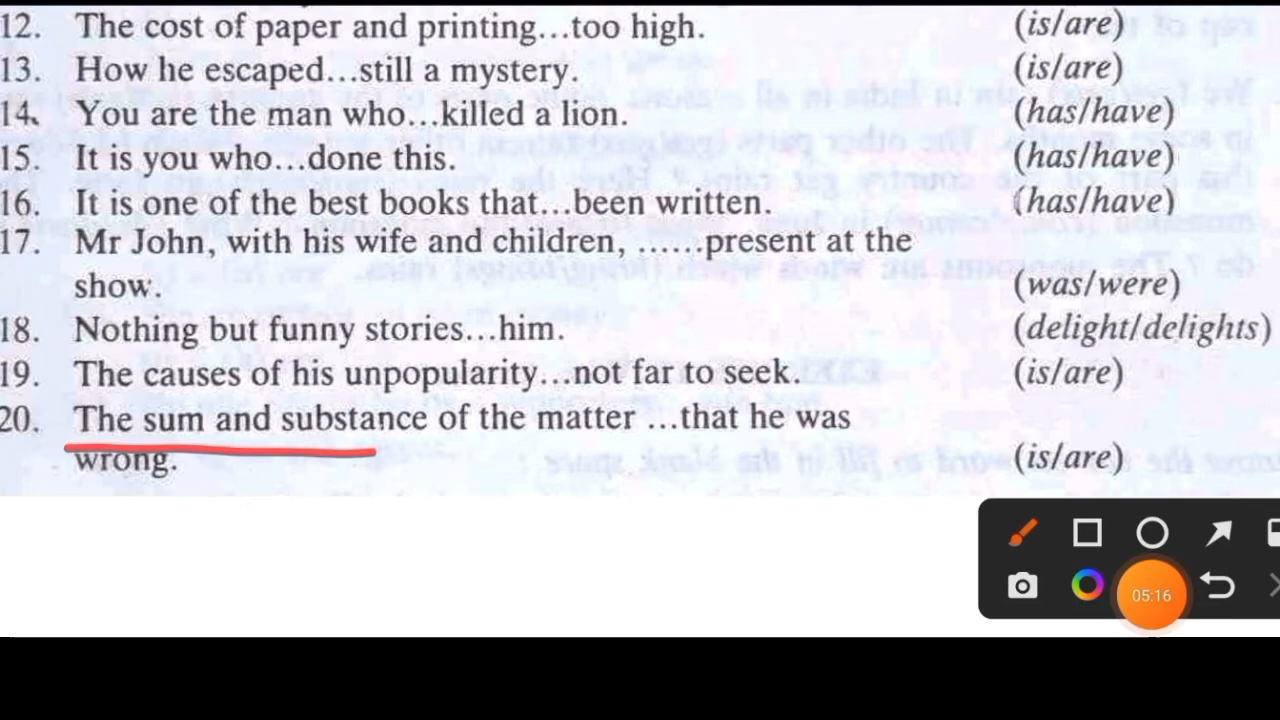 12. The cost of paper and printing...too high. (is/are)
13. How he escaped...still a mystery. (is/are)
14. You are the man who...killed a lion. (has/have)
15. It is you who...done this. (has/have)
16. It is one of the best books that...been written. (has/have)
17. Mr John, with his wife and children, ......present at the
show. (was/were)
18. Nothing but funny stories...him. (delight/delights)
19. The causes of his unpopularity...not far to seek. (is/are)
20. The sum and substance of the matter ...that he was
wrong. (is/are)
05:16